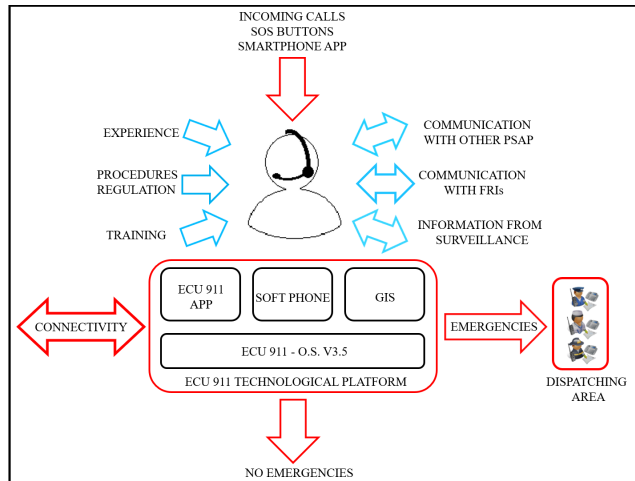 INCOMING CALLS
SOS BUTTONS
SMARTPHONE APP
EXPERIENCE
PROCEDURES
REGULATION
TRAINING
COMMUNICATION
WITH OTHER PSAP
COMMUNICATION
WITH FRIs
INFORMATION FROM
SURVEILLANCE
ECU 911
APP
SOFT PHONE
GIS
ECU 911 - O.S. V3.5
ECU 911 TECHNOLOGICAL PLATFORM
CONNECTIVITY
EMERGENCIES
DISPATCHING
AREA
NO EMERGENCIES